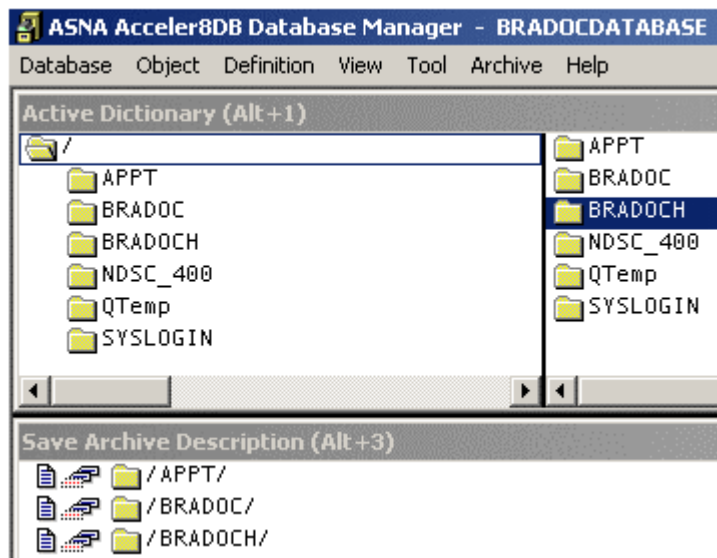 ASNA Acceler8DB Database Manager - BRADOCDATABASE
Database Object Definition View Tool Archive Help
Active Dictionary (Alt+1)
/
APPT
BRADOC
BRADOCH
NDSC_400
QTemp
SYSLOGIN
APPT
BRADOC
BRADOCH
NDSC_400
QTemp
SYSLOGIN
Save Archive Description (Alt+3)
/APPT/
/BRADOC/
/BRADOCH/